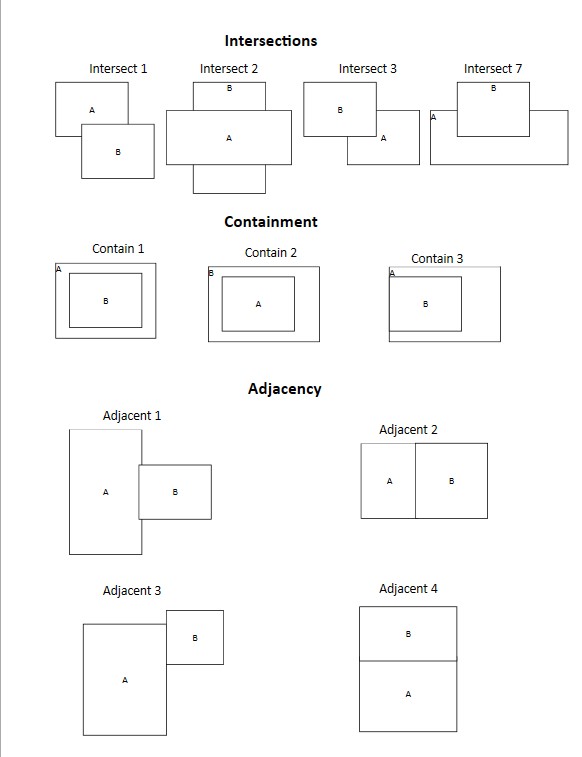 Intersections
Intersect 1 Intersect 2 Intersect 3 Intersect 7
A B A B B A B A
Containment
Contain 1 Contain 2 Contain 3
A B B A A B
Adjacency
Adjacent 1 Adjacent 2
A B A B
Adjacent 3 Adjacent 4
B B
A A